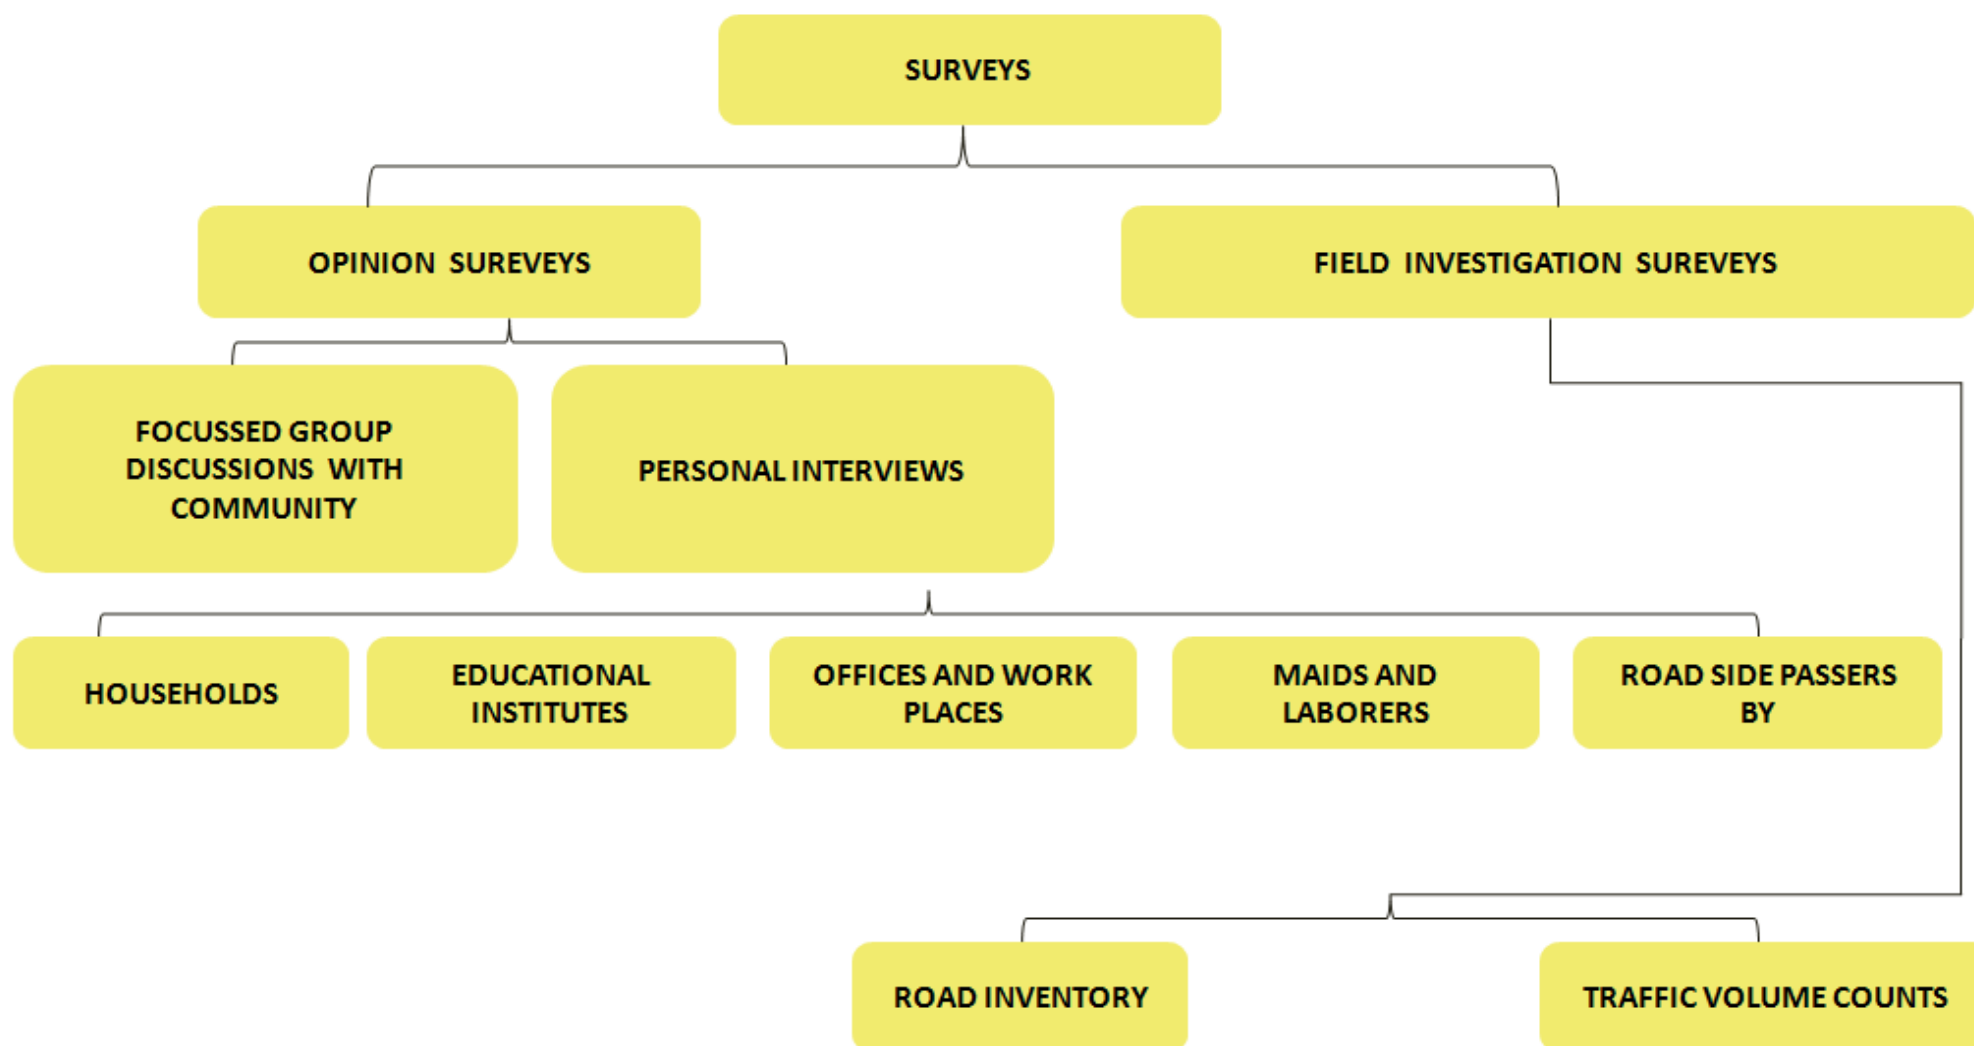 SURVEYS
OPINION SUREVEYS
FIELD INVESTIGATION SUREVEYS
FOCUSSED GROUP
DISCUSSIONS WITH
COMMUNITY
PERSONAL INTERVIEWS
HOUSEHOLDS
EDUCATIONAL
INSTITUTES
OFFICES AND WORK
PLACES
MAIDS AND
LABORERS
ROAD SIDE PASSERS
BY
ROAD INVENTORY
TRAFFIC VOLUME COUNTS